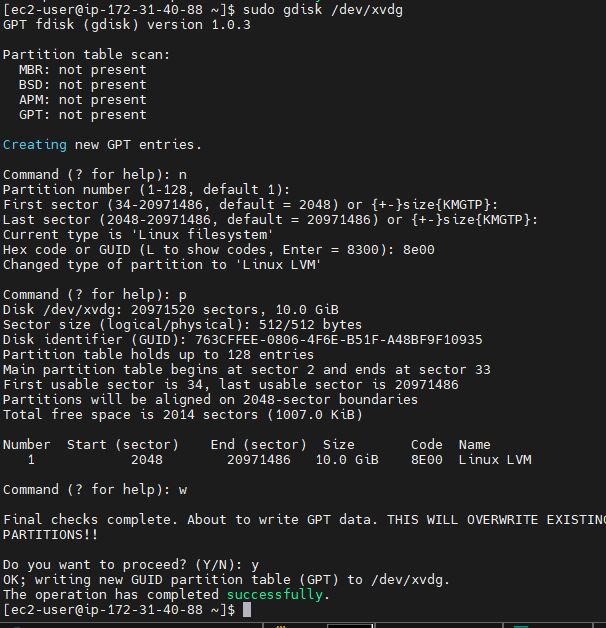 [ec2-user@ip-172-31-40-88 ~]$ sudo gdisk /dev/xvdg
GPT fdisk (gdisk) version 1.0.3
Partition table scan:
MBR: not present
BSD: not present
APM: not present
GPT: not present
Creating new GPT entries.
Command (? for help): n
Partition number (1-128, default 1):
First sector (34-20971486, default = 2048) or {+-}size{KMGTP}:
Last sector (2048-20971486, default = 20971486) or {+-}size{KMGTP}:
Current type is 'Linux filesystem'
Hex code or GUID (L to show codes, Enter = 8300): 8e00
Changed type of partition to 'Linux LVM'
Command (? for help): p
Disk /dev/xvdg: 20971520 sectors, 10.0 GiB
Sector size (logical/physical): 512/512 bytes
Disk identifier (GUID): 763CFFEE-0806-4F6E-B51F-A48BF9F10935
Partition table holds up to 128 entries
Main partition table begins at sector 2 and ends at sector 33
First usable sector is 34, last usable sector is 20971486
Partitions will be aligned on 2048-sector boundaries
Total free space is 2014 sectors (1007.0 KiB)
Number  Start (sector)    End (sector)  Size       Code  Name
1            2048        20971486   10.0 GiB    8E00  Linux LVM
Command (? for help): w
Final checks complete. About to write GPT data. THIS WILL OVERWRITE EXISTING
PARTITIONS!!
Do you want to proceed? (Y/N): y
OK; writing new GUID partition table (GPT) to /dev/xvdg.
The operation has completed successfully.
[ec2-user@ip-172-31-40-88 ~]$